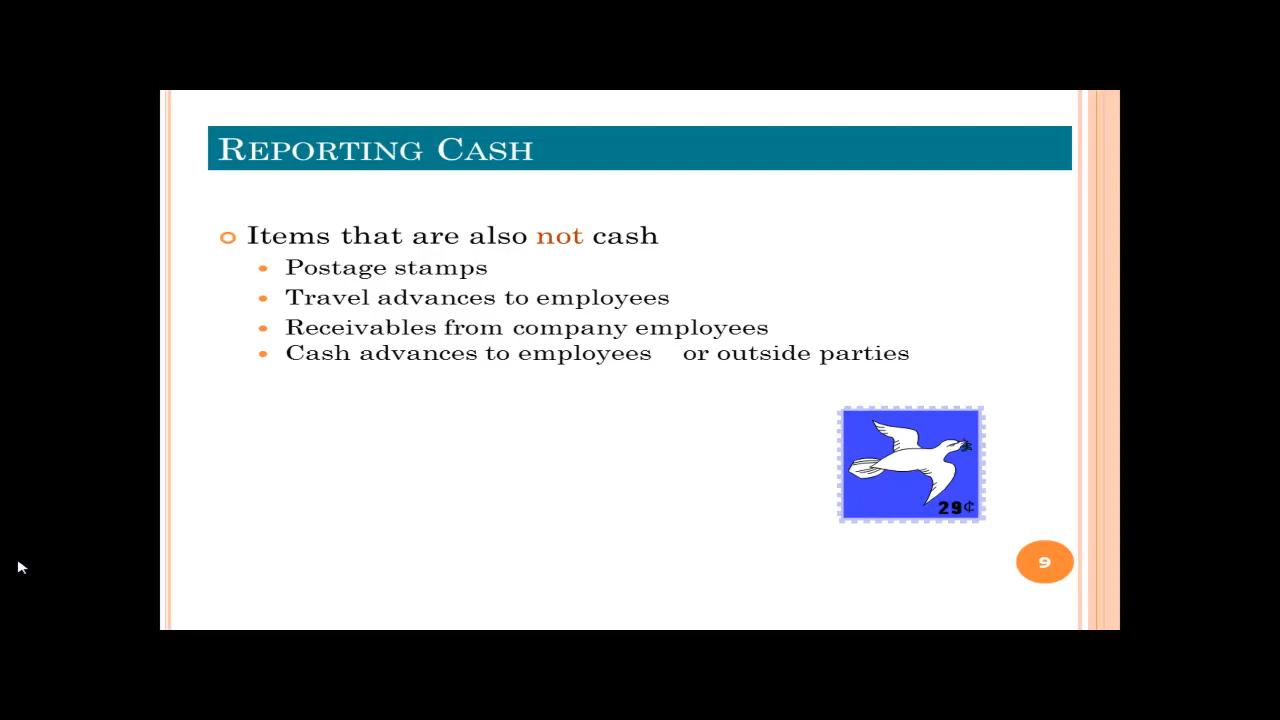 REPORTING CASH
Items that are also not cash
Postage stamps
Travel advances to employees
Receivables from company employees
Cash advances to employees or outside parties
29¢
9